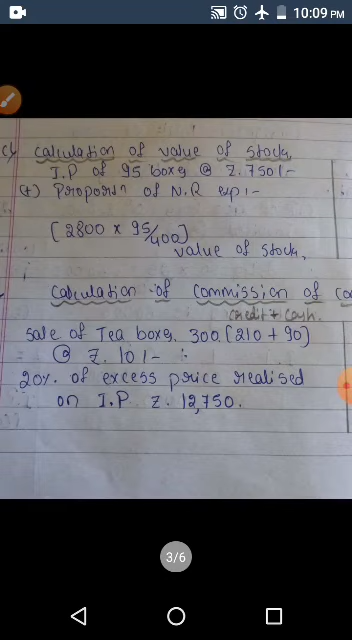 10:09 PM
c) Calculation of value of stock
I.P of 95 boxes @ Z.750/-
(+) Proporsn of N.R exp:-
[2800 x 95/400]
value of stock.
Calculation of Commission of Co
credit + cash.
Sale of Tea boxes. 300 (210 + 90)
@ Z. 10/- :
20%. of excess price realised
on I.P Z. 12,750.
3/6